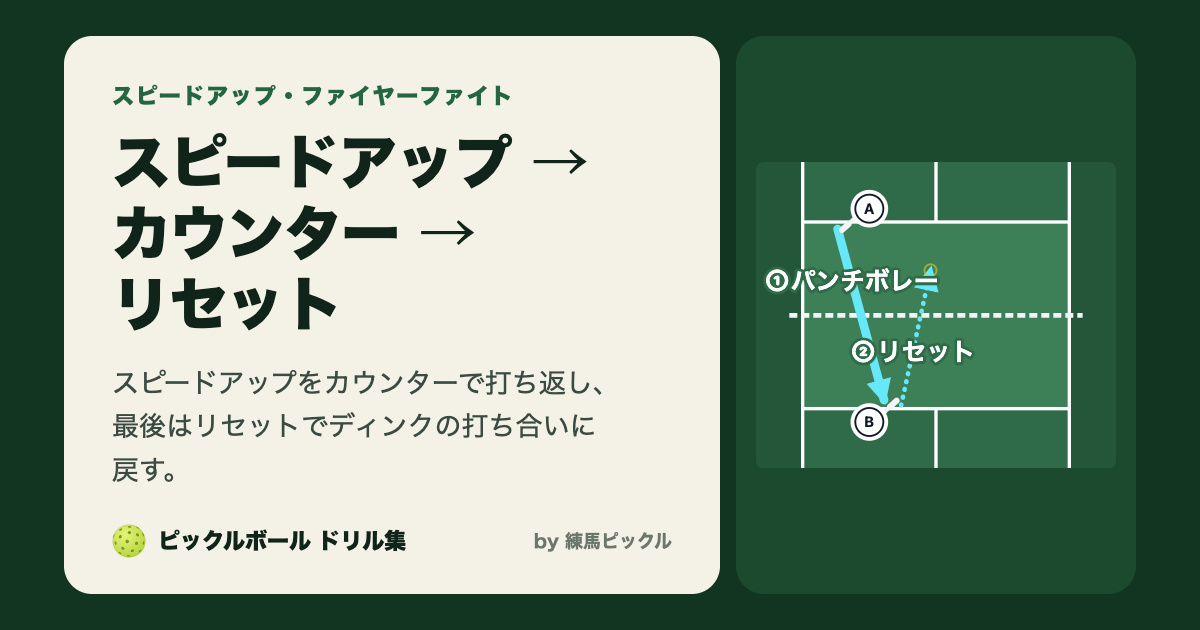 スピードアップ・ファイヤーファイト
スピードアップ →
カウンター →
リセット
スピードアップをカウンターで打ち返し、
最後はリセットでディンクの打ち合いに
戻す。
ピックルボール ドリル集
by 練馬ピックル
A
①パンチボレー
②リセット
B